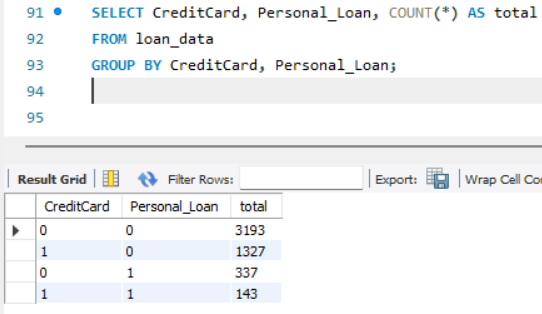 91 SELECT CreditCard, Personal_Loan, COUNT(*) AS total
92 FROM loan_data
93 GROUP BY CreditCard, Personal_Loan;
94
95
Result Grid Filter Rows: Export: Wrap Cell Co
CreditCard Personal_Loan total
0 0 3193
1 0 1327
0 1 337
1 1 143